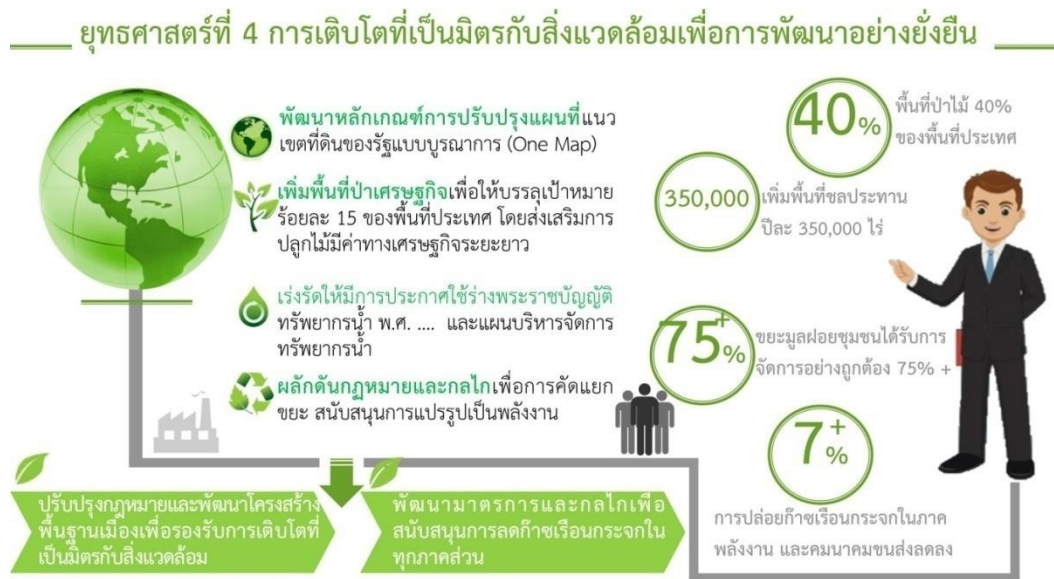 ยุทธศาสตร์ที่ 4 การเติบโตที่เป็นมิตรกับสิ่งแวดล้อมเพื่อการพัฒนาอย่างยั่งยืน
พัฒนาหลักเกณฑ์การปรับปรุงแผนที่แนว
เขตที่ดินของรัฐแบบบูรณาการ (One Map)
เพิ่มพื้นที่ป่าเศรษฐกิจเพื่อให้บรรลุเป้าหมาย
ร้อยละ 15 ของพื้นที่ประเทศ โดยส่งเสริมการ
ปลูกไม้มีค่าทางเศรษฐกิจระยะยาว
เร่งรัดให้มีการประกาศใช้ร่างพระราชบัญญัติ
ทรัพยากรน้ำ พ.ศ. .... และแผนบริหารจัดการ
ทรัพยากรน้ำ
ผลักดันกฎหมายและกลไกเพื่อการคัดแยก
ขยะ สนับสนุนการแปรรูปเป็นพลังงาน
40%
พื้นที่ป่าไม้ 40%
ของพื้นที่ประเทศ
350,000
เพิ่มพื้นที่ชลประทาน
ปีละ 350,000 ไร่
75+%
ขยะมูลฝอยชุมชนได้รับการ
จัดการอย่างถูกต้อง 75% +
7+%
การปล่อยก๊าซเรือนกระจกในภาค
พลังงาน และคมนาคมขนส่งลดลง
ปรับปรุงกฎหมายและพัฒนาโครงสร้าง
พื้นฐานเมืองเพื่อรองรับการเติบโตที่
เป็นมิตรกับสิ่งแวดล้อม
พัฒนามาตรการและกลไกเพื่อ
สนับสนุนการลดก๊าซเรือนกระจกใน
ทุกภาคส่วน